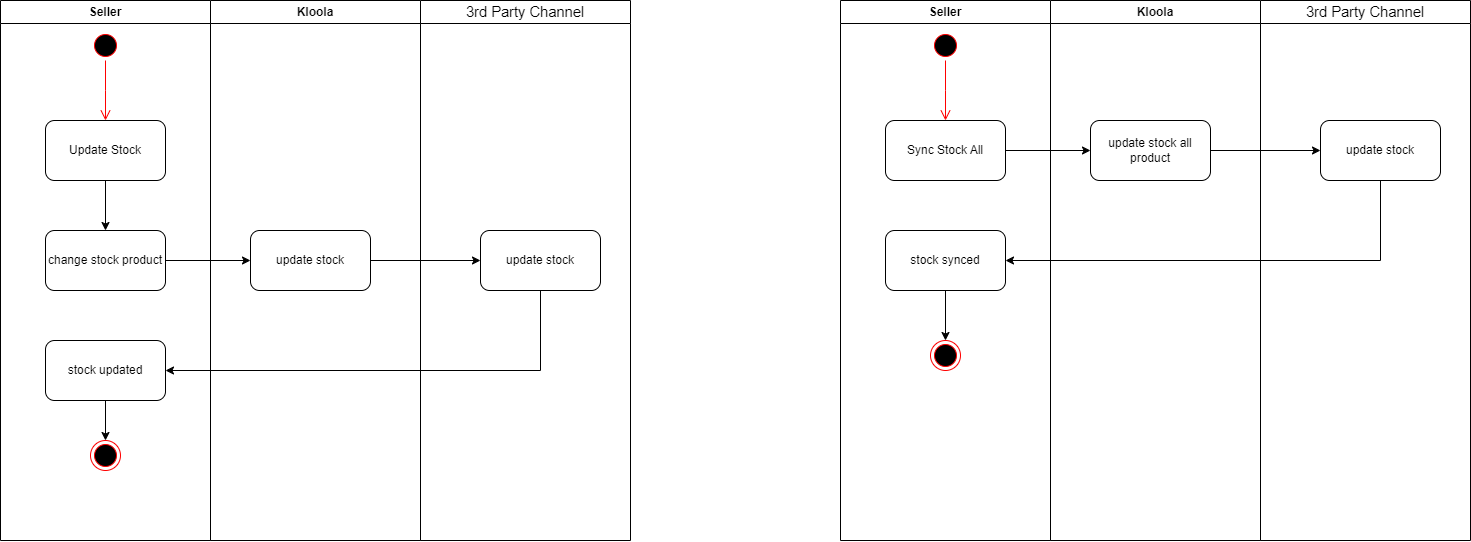 Seller
Kloola
3rd Party Channel
Update Stock
change stock product
update stock
update stock
stock updated
Seller
Kloola
3rd Party Channel
Sync Stock All
update stock all
product
update stock
stock synced